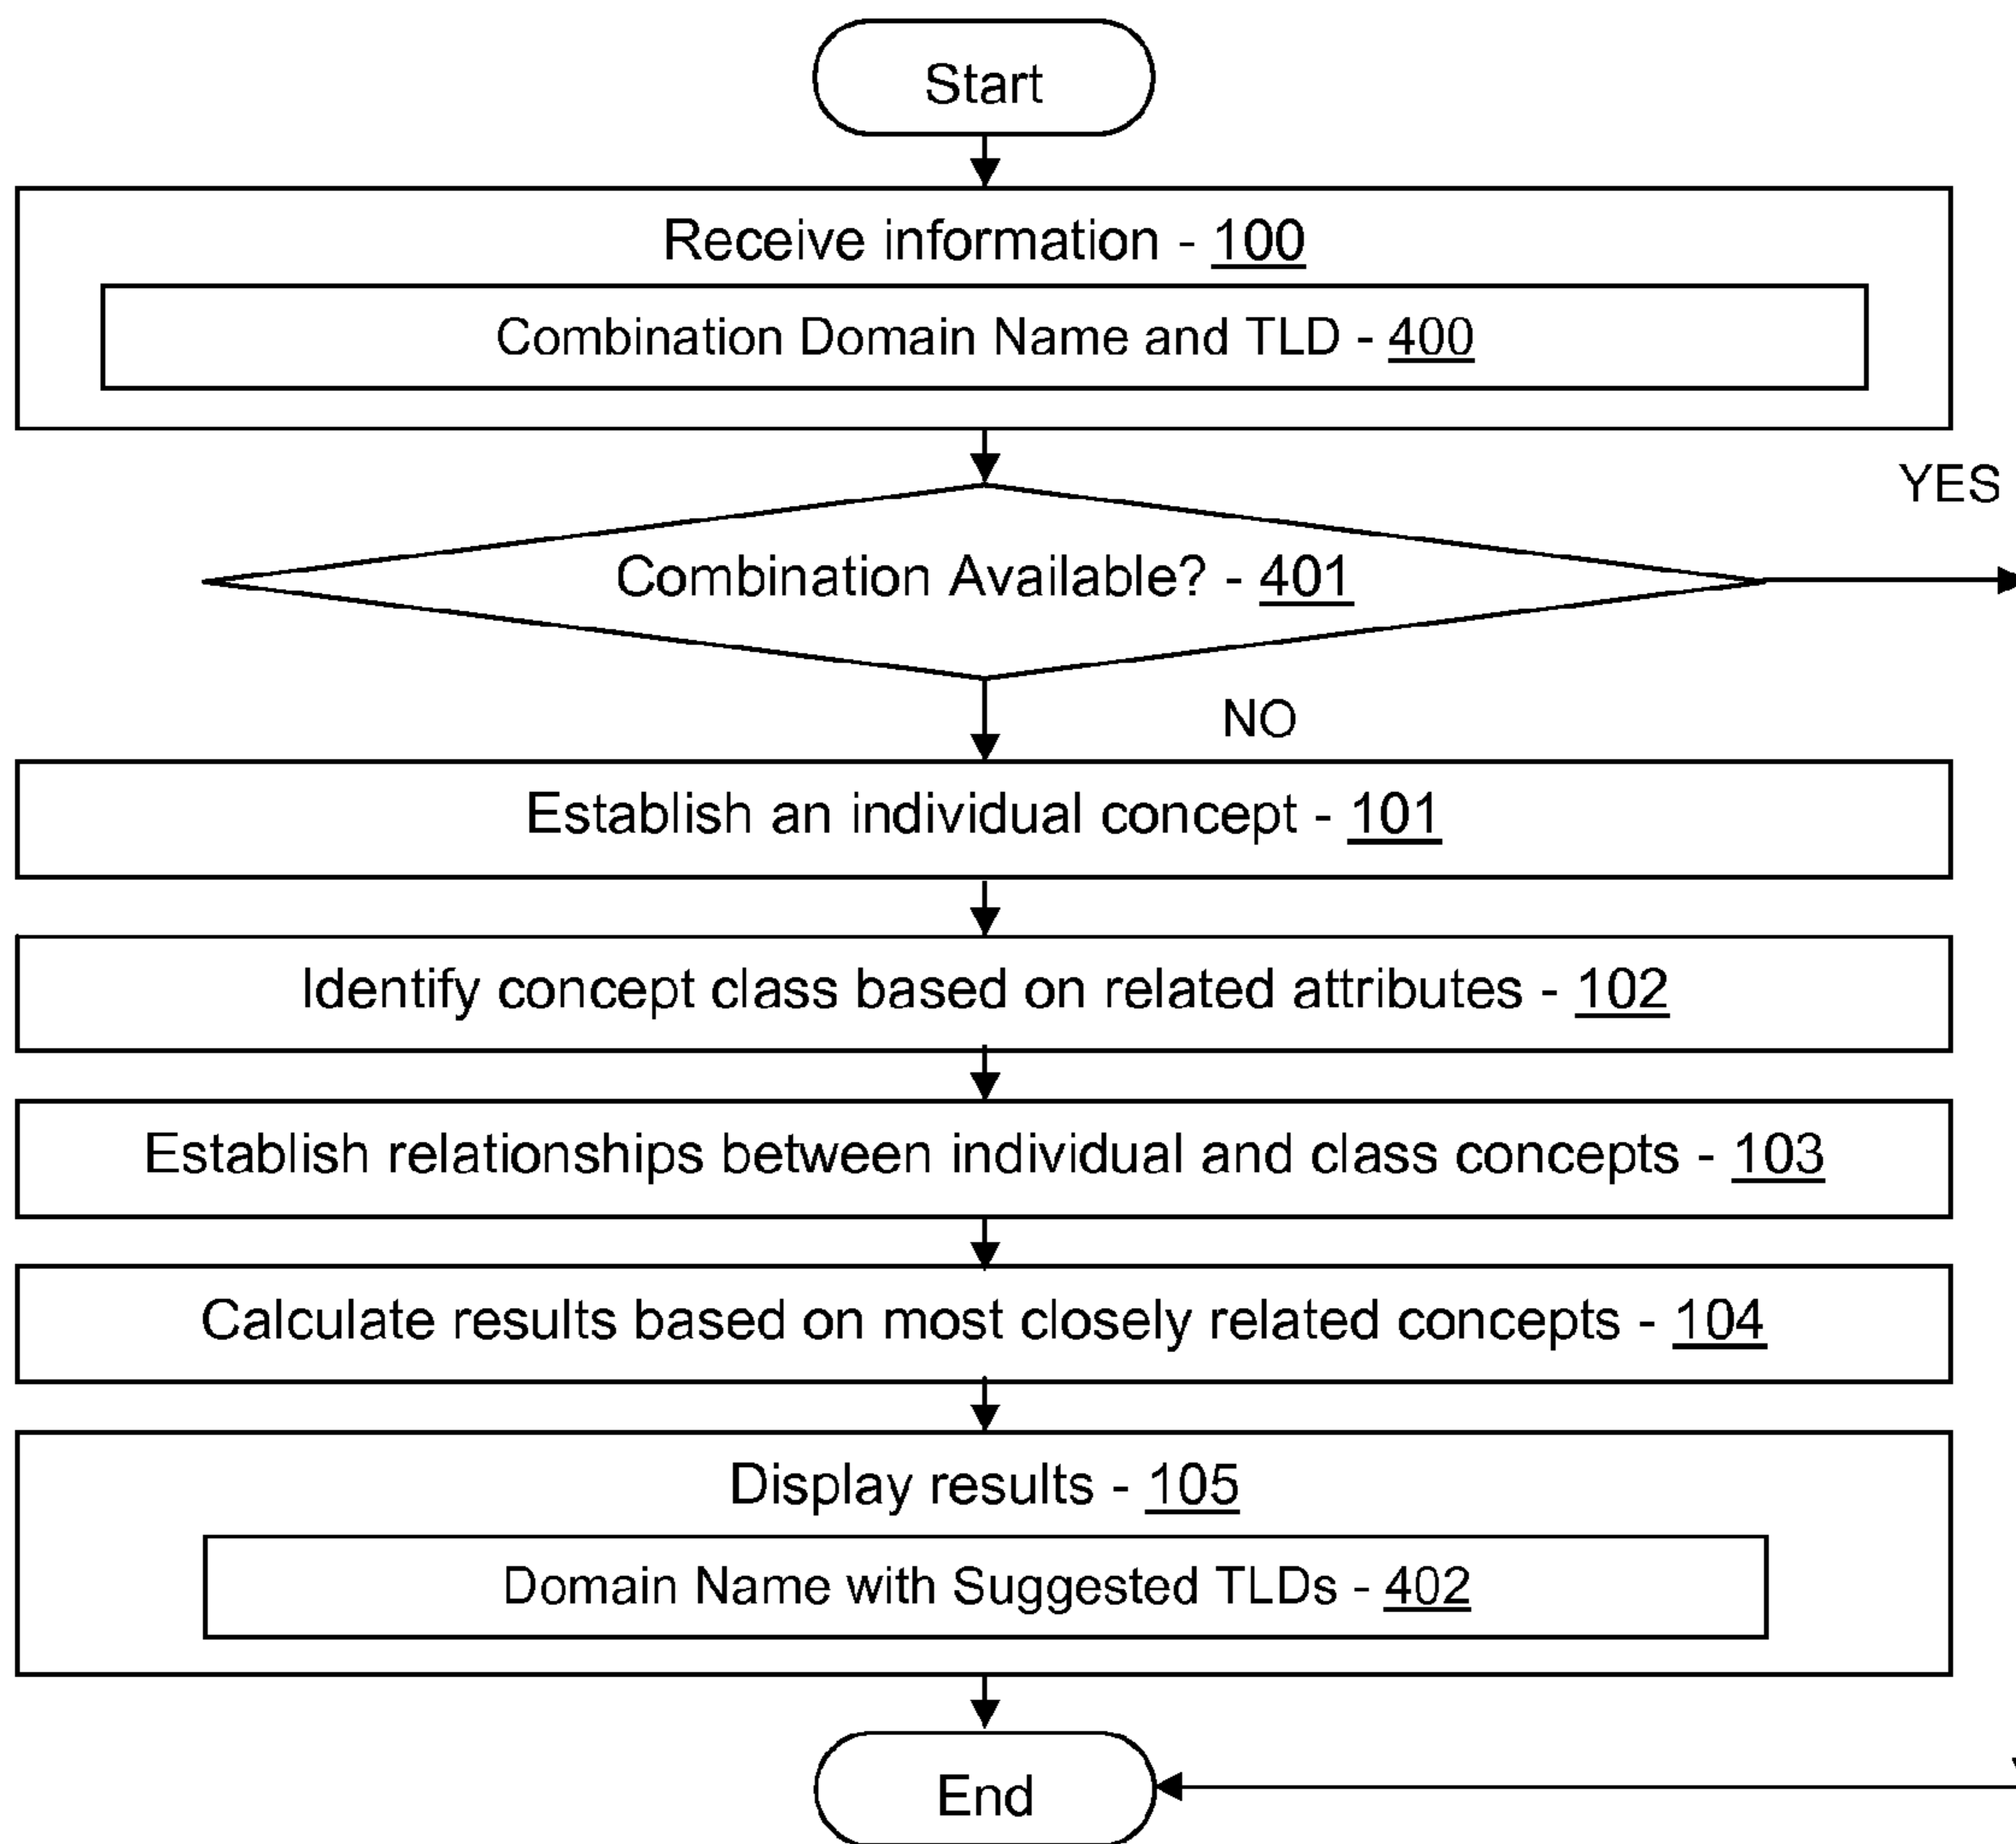 Start
Receive information - 100
Combination Domain Name and TLD - 400
YES
Combination Available? - 401
NO
Establish an individual concept - 101
Identify concept class based on related attributes - 102
Establish relationships between individual and class concepts - 103
Calculate results based on most closely related concepts - 104
Display results - 105
Domain Name with Suggested TLDs - 402
End